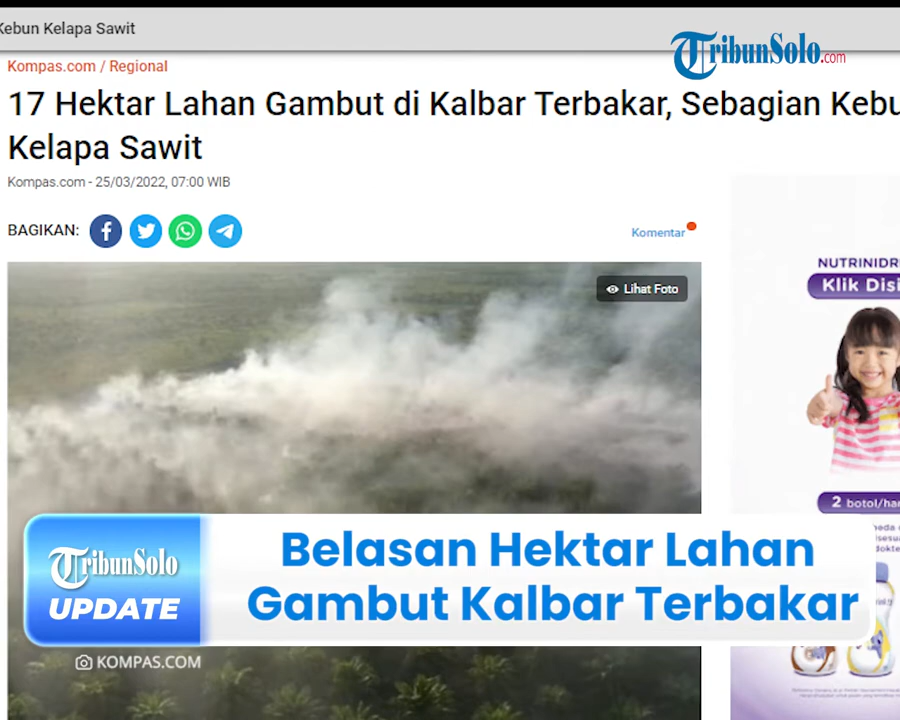 Kebun Kelapa Sawit
TribunSolo.com
Kompas.com / Regional
17 Hektar Lahan Gambut di Kalbar Terbakar, Sebagian Kebu
Kelapa Sawit
Kompas.com - 25/03/2022, 07:00 WIB
BAGIKAN:
Komentar
Lihat Foto
NUTRINIDR
Klik Disi
2 botol/har
Belasan Hektar Lahan
Gambut Kalbar Terbakar
TribunSolo
UPDATE
KOMPAS.COM